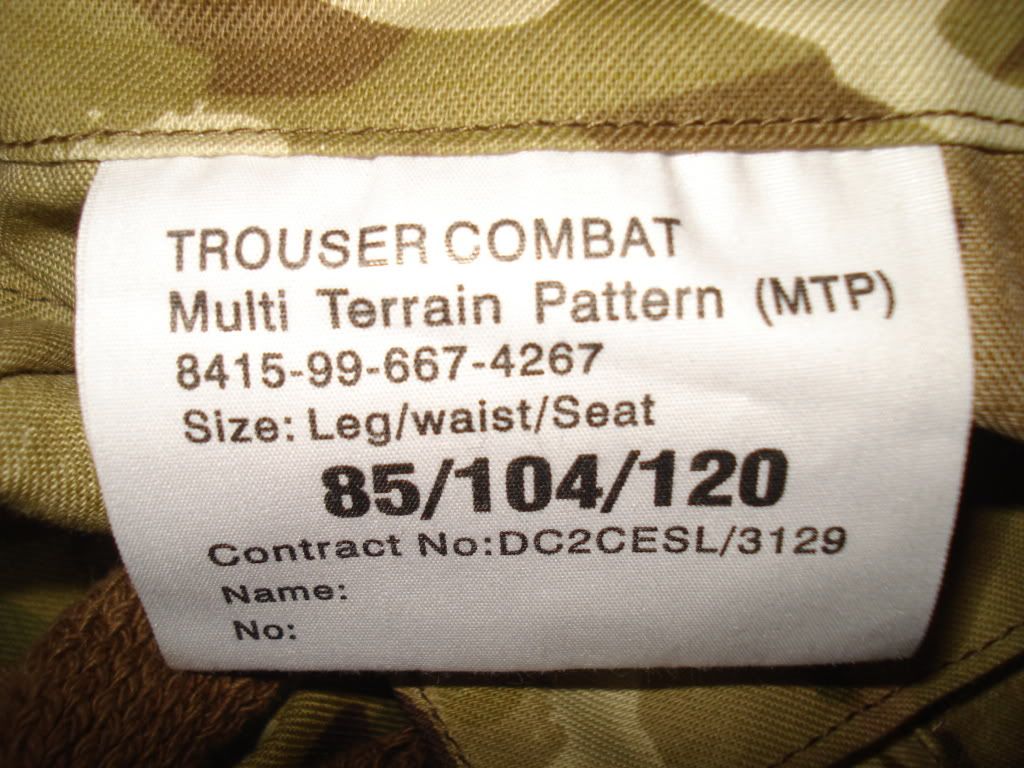 TROUSER COMBAT
Multi Terrain Pattern (MTP)
8415-99-667-4267
Size: Leg/waist/Seat
85/104/120
Contract No:DC2CESL/3129
Name:
No: